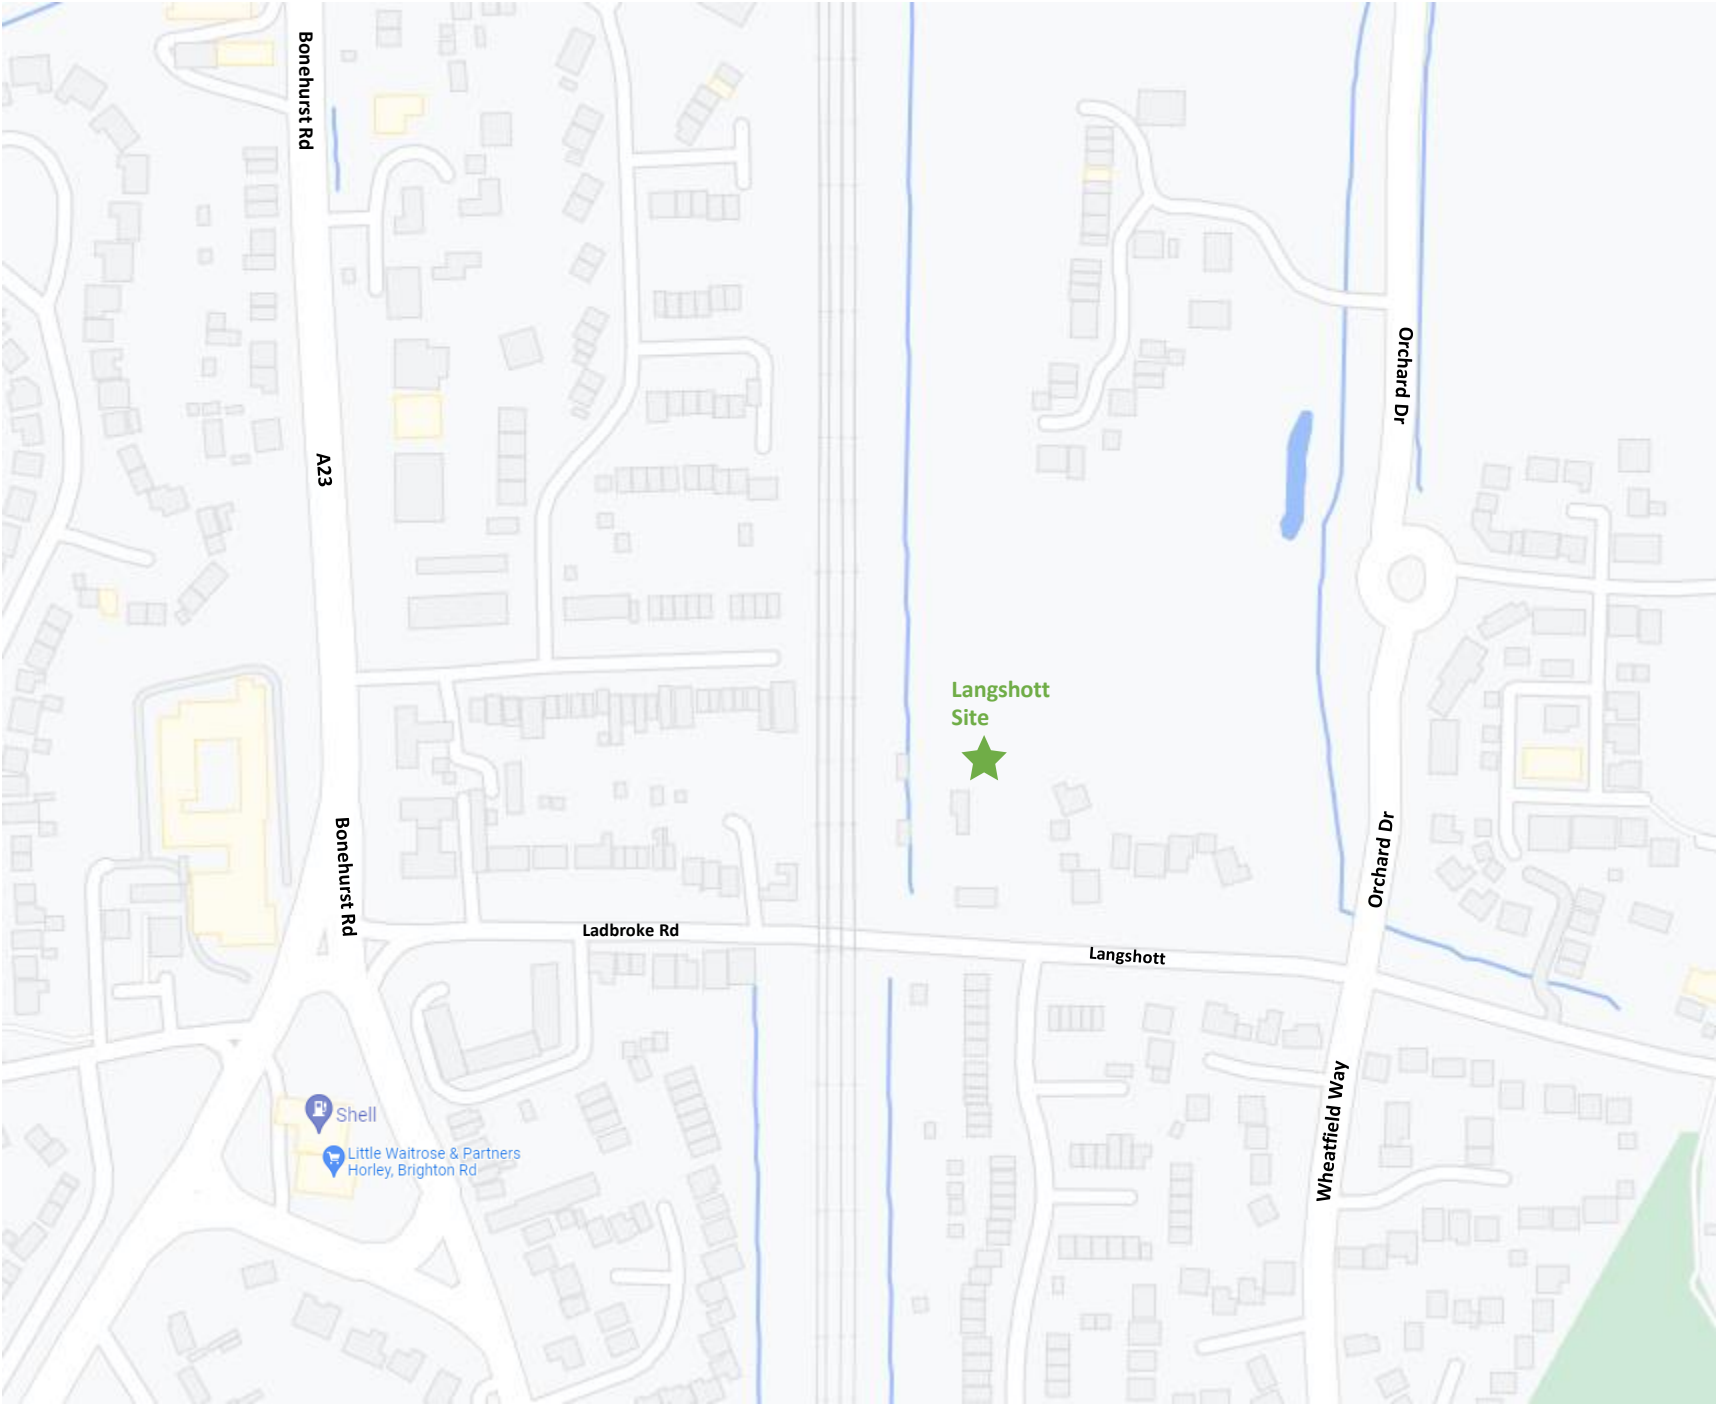 Bonehurst Rd
Orchard Dr
A23
Langshott
Site
Bonehurst Rd
Orchard Dr
Ladbroke Rd
Langshott
Wheatfield Way
Shell
Little Waitrose & Partners
Horley, Brighton Rd